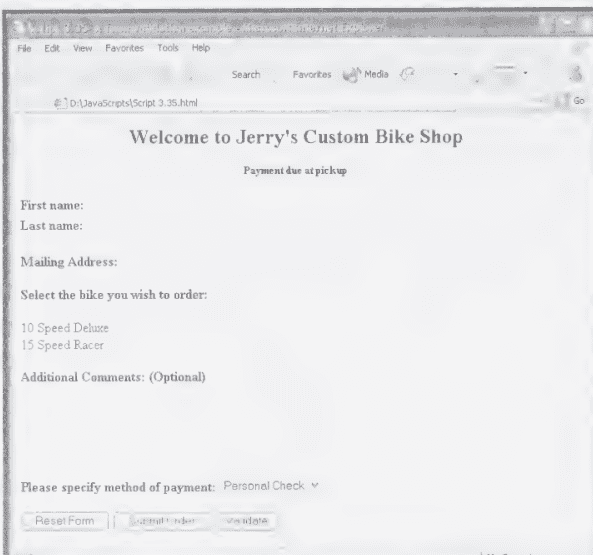 File Edit View Favorites Tools Help
Search Favorites Media
D:\JavaScripts\Script 3.35.html
Go
Welcome to Jerry's Custom Bike Shop
Payment due at pickup
First name:
Last name:
Mailing Address:
Select the bike you wish to order:
10 Speed Deluxe
15 Speed Racer
Additional Comments: (Optional)
Please specify method of payment: Personal Check
Reset Form Submit Order Validate